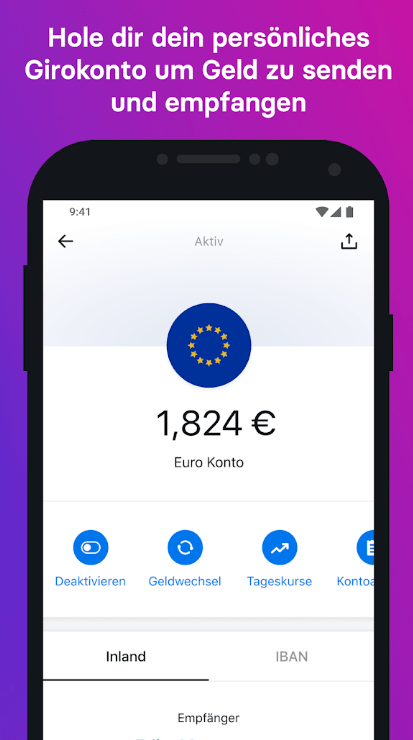 Hole dir dein persönliches
Girokonto um Geld zu senden
und empfangen
9:41
Aktiv
1,824 €
Euro Konto
Deaktivieren Geldwechsel Tageskurse Kontoa
Inland IBAN
Empfänger